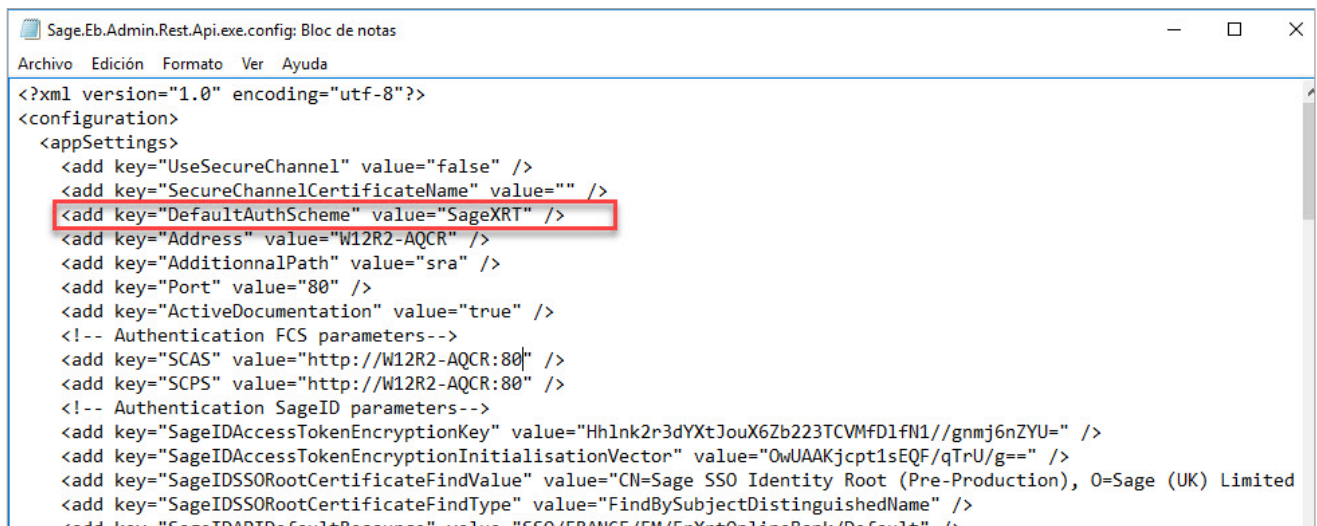 Sage.Eb.Admin.Rest.Api.exe.config: Bloc de notas
Archivo Edición Formato Ver Ayuda
<?xml version="1.0" encoding="utf-8"?>
<configuration>
<appSettings>
<add key="UseSecureChannel" value="false" />
<add key="SecureChannelCertificateName" value="" />
<add key="DefaultAuthScheme" value="SageXRT" />
<add key="Address" value="W12R2-AQCR" />
<add key="AdditionnalPath" value="sra" />
<add key="Port" value="80" />
<add key="ActiveDocumentation" value="true" />
<!-- Authentication FCS parameters-->
<add key="SCAS" value="http://W12R2-AQCR:80" />
<add key="SCPS" value="http://W12R2-AQCR:80" />
<!-- Authentication SageID parameters-->
<add key="SageIDAccessTokenEncryptionKey" value="Hhlnk2r3dYXtJouX6Zb223TCVMfDlfN1//gnmj6nZYU=" />
<add key="SageIDAccessTokenEncryptionInitialisationVector" value="OwUAAKjcpt1sEQF/qTrU/g==" />
<add key="SageIDSSORootCertificateFindValue" value="CN=Sage SSO Identity Root (Pre-Production), O=Sage (UK) Limited
<add key="SageIDSSORootCertificateFindType" value="FindBySubjectDistinguishedName" />